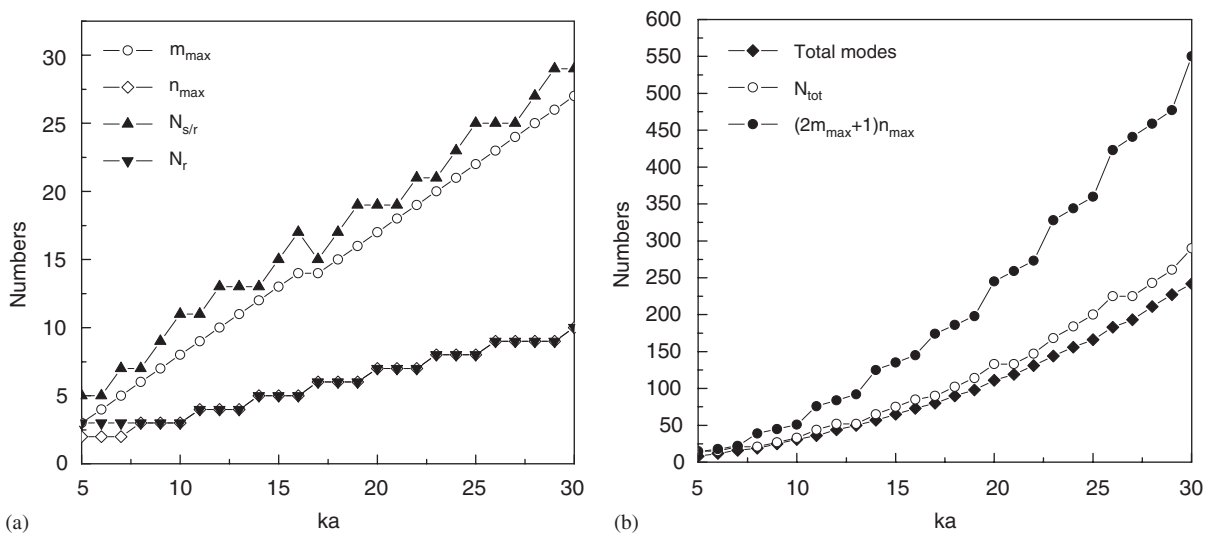 30
25
20
15
10
5
0
Numbers
m_max
n_max
N_s/r
N_r
5 10 15 20 25 30
ka
(a)
600
550
500
450
400
350
300
250
200
150
100
50
0
Numbers
Total modes
N_tot
(2m_max+1)n_max
5 10 15 20 25 30
ka
(b)